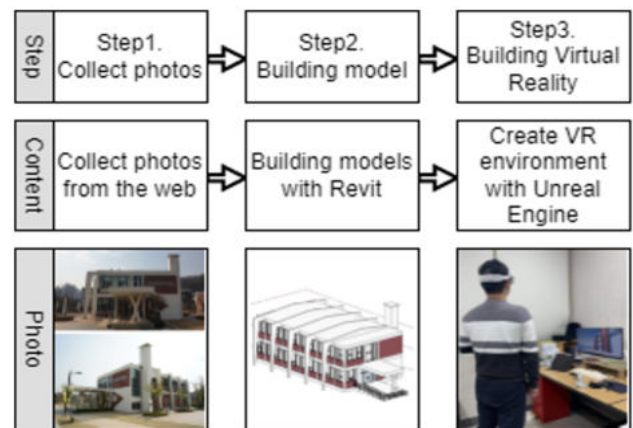 Step
Step1.
Collect photos
Step2.
Building model
Step3.
Building Virtual
Reality
Content
Collect photos
from the web
Building models
with Revit
Create VR
environment
with Unreal
Engine
Photo